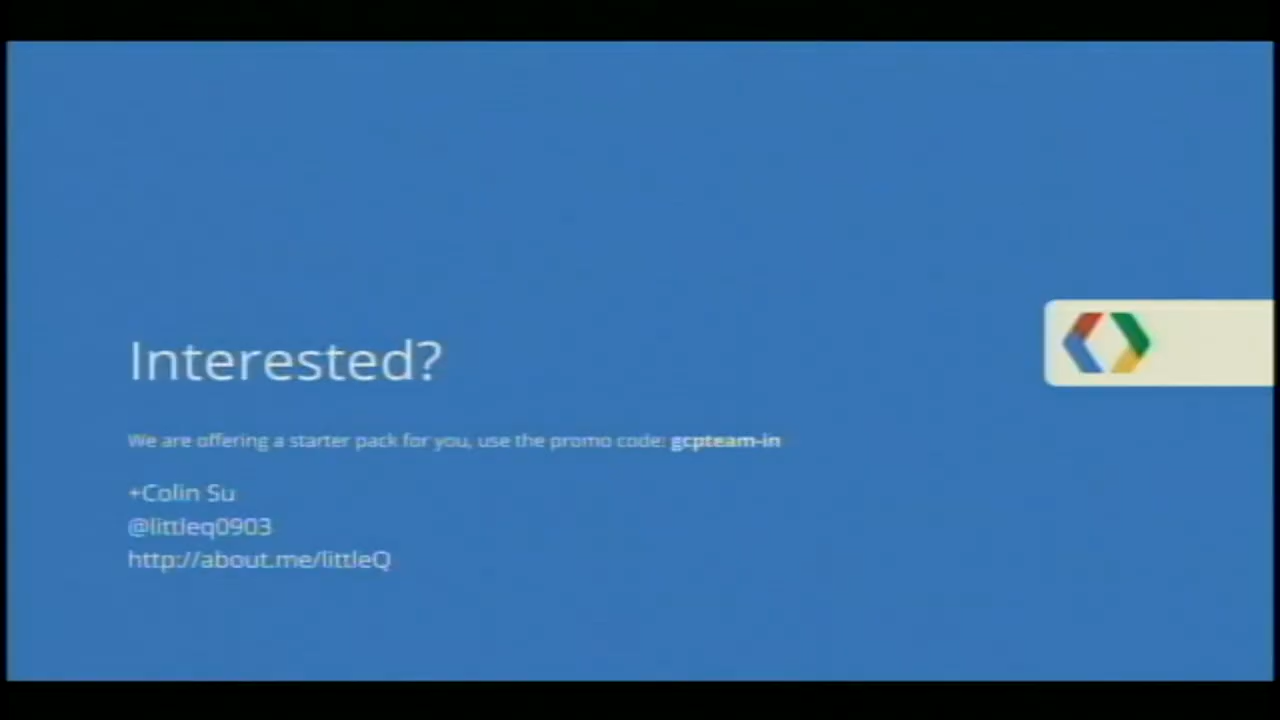 Interested?
We are offering a starter pack for you, use the promo code: gcpteam-in
+Colin Su
@littleq0903
http://about.me/littleQ